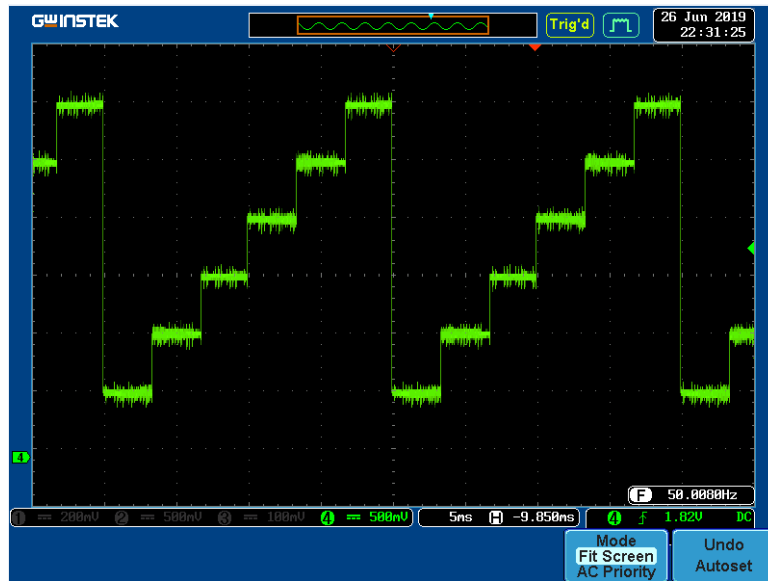 GWINSTEK
Trig'd
26 Jun 2019
22:31:25
4
F 50.0080Hz
1 200mV 2 500mV 3 100mV 4 500mV 5ms H -9.850ms 4 1.82V DC
Mode
Fit Screen
AC Priority
Undo
Autoset